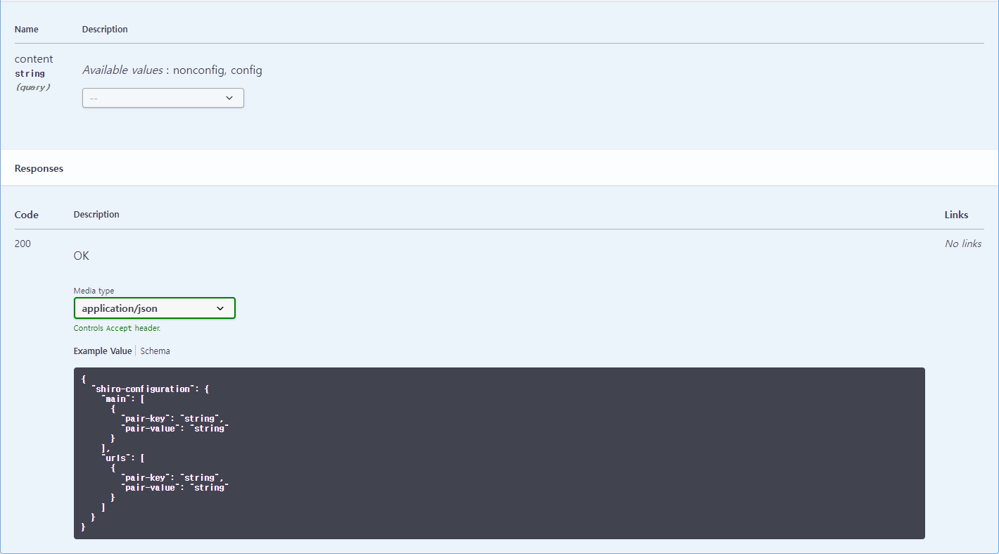 Name Description
content
string
(query)
Available values : nonconfig, config
--
Responses
Code Description Links
200 No links
OK
Media type
application/json
Controls Accept header.
Example Value Schema
{
  "shiro-configuration": {
    "main": [
      {
        "pair-key": "string",
        "pair-value": "string"
      }
    ],
    "urls": [
      {
        "pair-key": "string",
        "pair-value": "string"
      }
    ]
  }
}